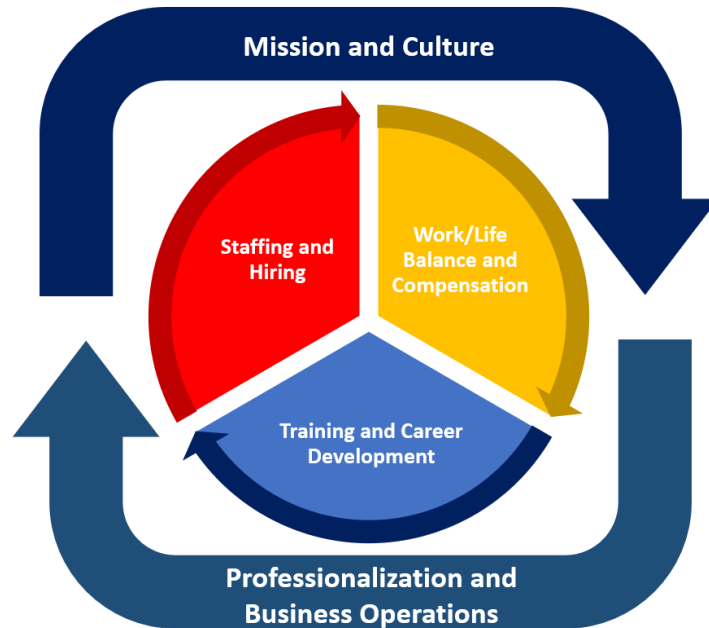 Mission and Culture
Staffing and
Hiring
Work/Life
Balance and
Compensation
Training and Career
Development
Professionalization and
Business Operations